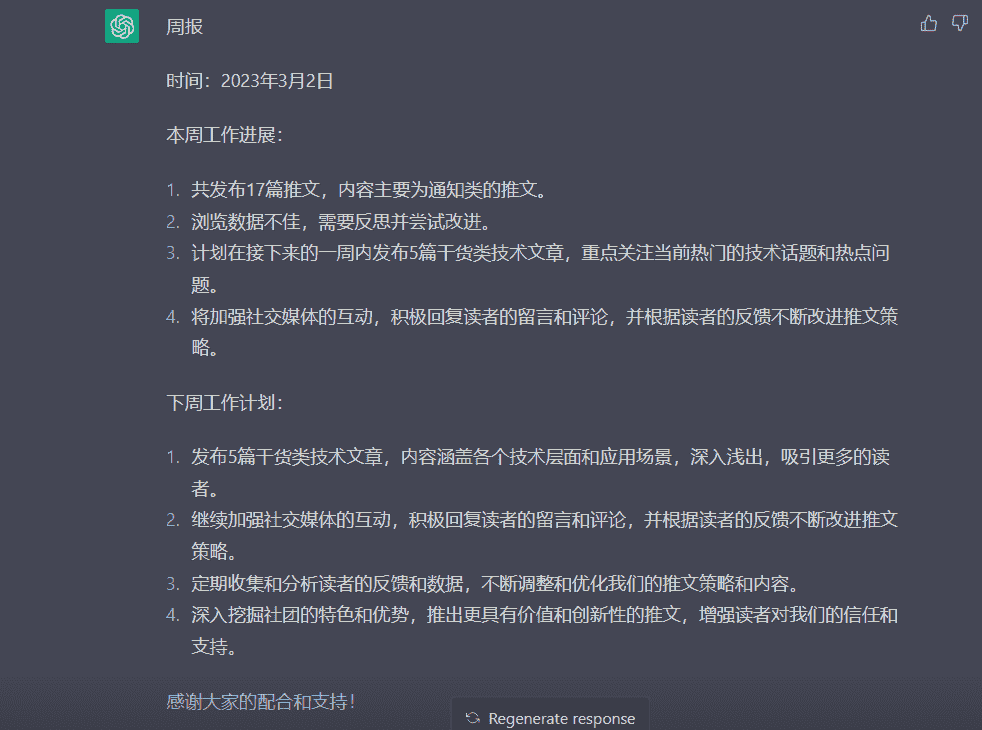 周报
时间：2023年3月2日
本周工作进展：
1. 共发布17篇推文，内容主要为通知类的推文。
2. 浏览数据不佳，需要反思并尝试改进。
3. 计划在接下来的一周内发布5篇干货类技术文章，重点关注当前热门的技术话题和热点问
题。
4. 将加强社交媒体的互动，积极回复读者的留言和评论，并根据读者的反馈不断改进推文策
略。
下周工作计划：
1. 发布5篇干货类技术文章，内容涵盖各个技术层面和应用场景，深入浅出，吸引更多的读
者。
2. 继续加强社交媒体的互动，积极回复读者的留言和评论，并根据读者的反馈不断改进推文
策略。
3. 定期收集和分析读者的反馈和数据，不断调整和优化我们的推文策略和内容。
4. 深入挖掘社团的特色和优势，推出更具有价值和创新性的推文，增强读者对我们的信任和
支持。
感谢大家的配合和支持！
Regenerate response